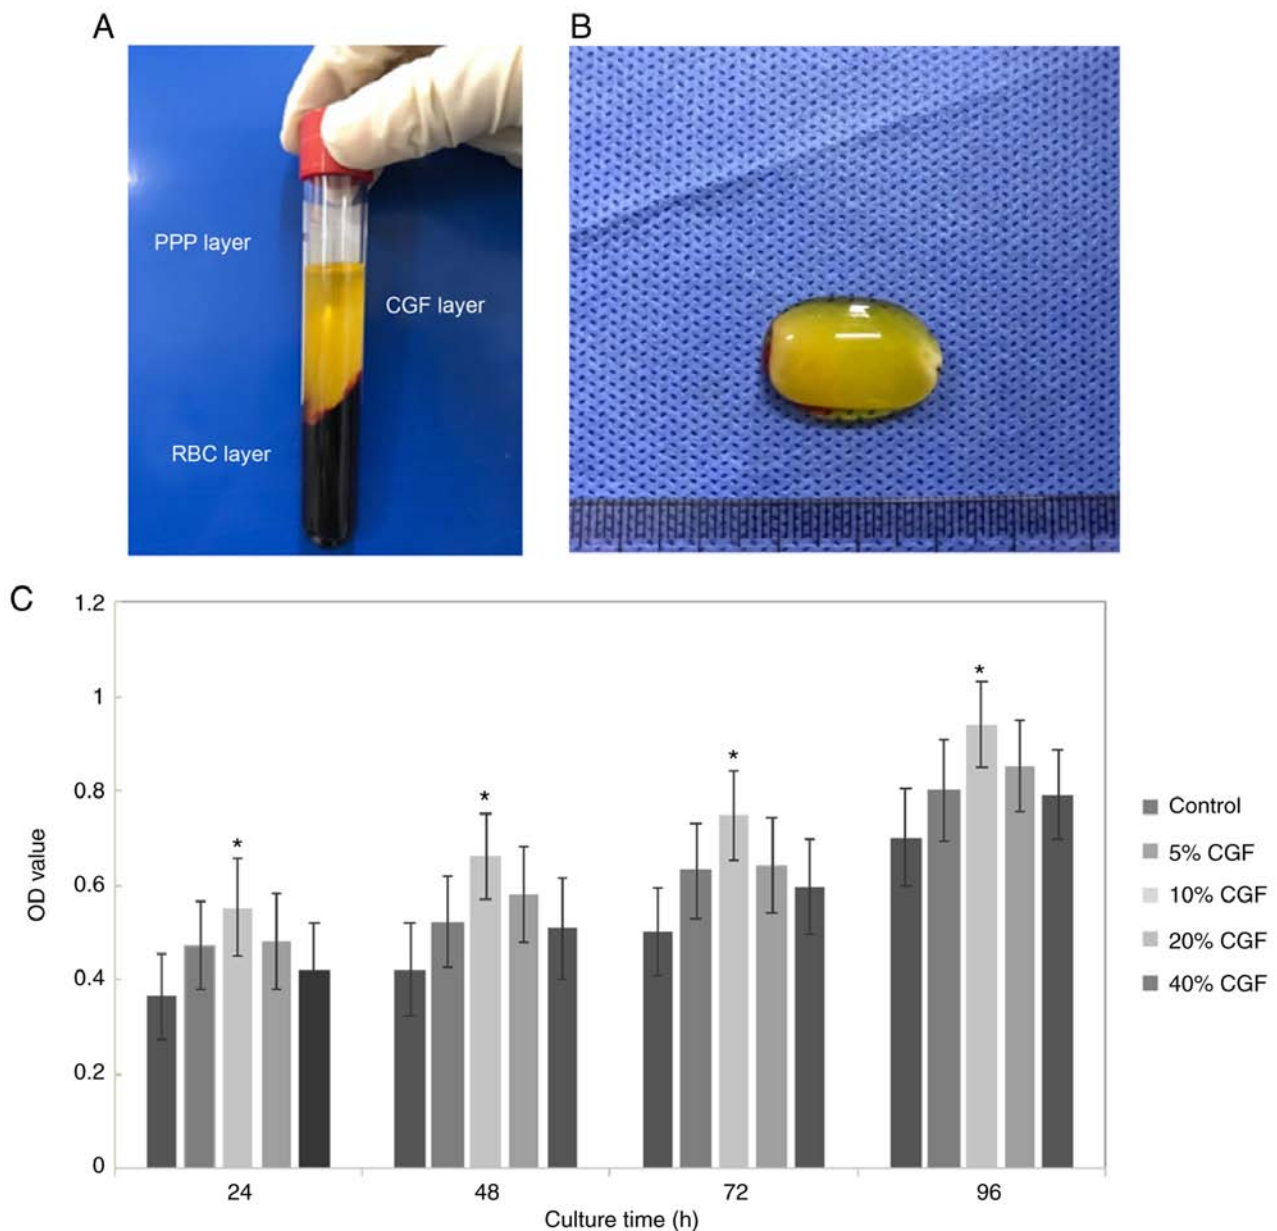 A
B
PPP layer
CGF layer
RBC layer
C
1.2
1
0.8
0.6
0.4
0.2
0
OD value
*
*
*
*
24
48
72
96
Culture time (h)
Control
5% CGF
10% CGF
20% CGF
40% CGF